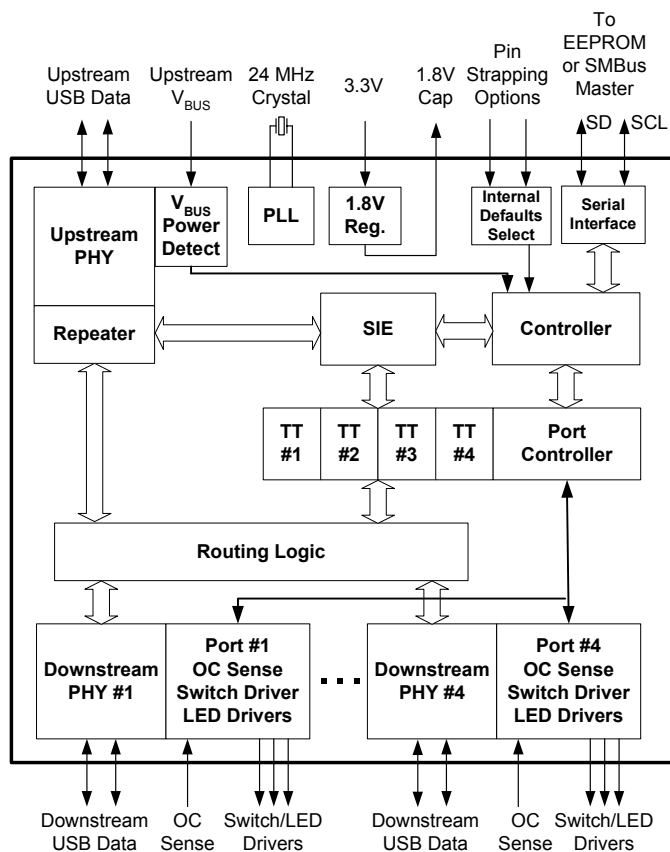 To
EEPROM
or SMBus
Master
Upstream
USB Data
Upstream
VBUS
24 MHz
Crystal
3.3V
1.8V
Cap
Pin
Strapping
Options
SD
SCL
Upstream
PHY
VBUS
Power
Detect
PLL
1.8V
Reg.
Internal
Defaults
Select
Serial
Interface
Repeater
SIE
Controller
TT
#1
TT
#2
TT
#3
TT
#4
Port
Controller
Routing Logic
Downstream
PHY #1
Port #1
OC Sense
Switch Driver
LED Drivers
...
Downstream
PHY #4
Port #4
OC Sense
Switch Driver
LED Drivers
Downstream
USB Data
OC
Sense
Switch/LED
Drivers
Downstream
USB Data
OC
Sense
Switch/LED
Drivers